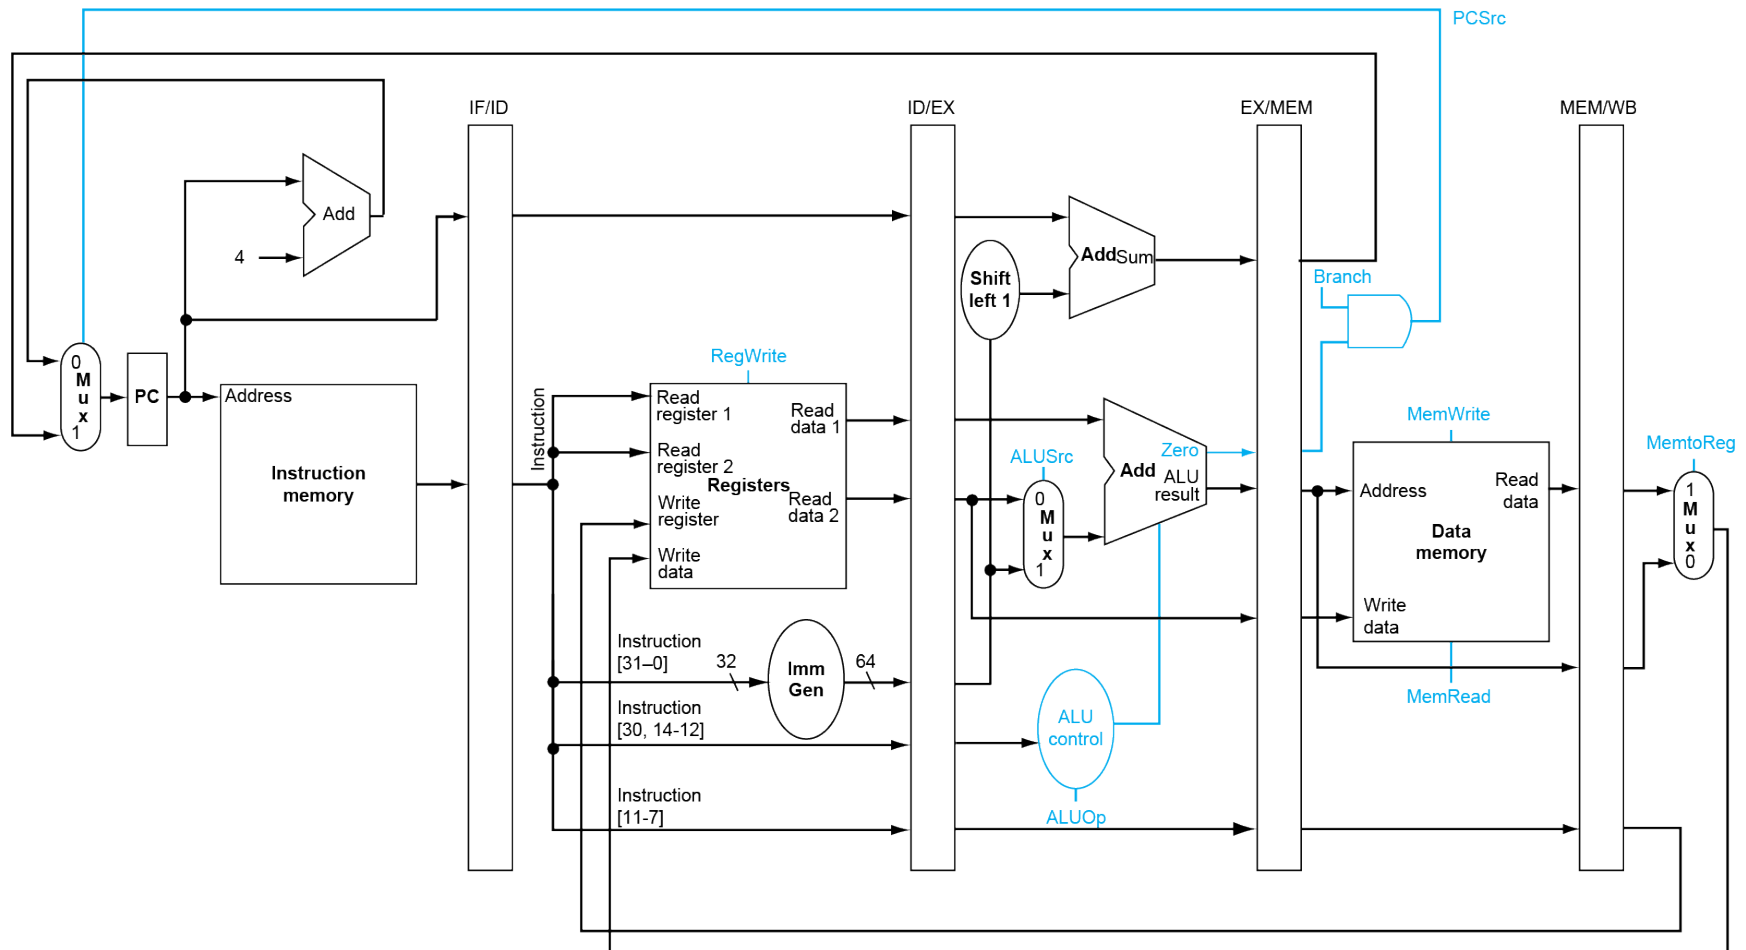 PCSrc
IF/ID
ID/EX
EX/MEM
MEM/WB
Add
4
Add Sum
Shift
left 1
Branch
0
M
u
x
1
PC
Address
Instruction
memory
Instruction
RegWrite
Read
register 1
Read
register 2
Write
register
Write
data
Registers
Read
data 1
Read
data 2
ALUSrc
0
M
u
x
1
Add
Zero
ALU
result
MemWrite
Address
Read
data
Data
memory
Write
data
MemRead
MemtoReg
1
M
u
x
0
Instruction
[31–0]
32
Imm
Gen
64
Instruction
[30, 14-12]
ALU
control
ALUOp
Instruction
[11-7]